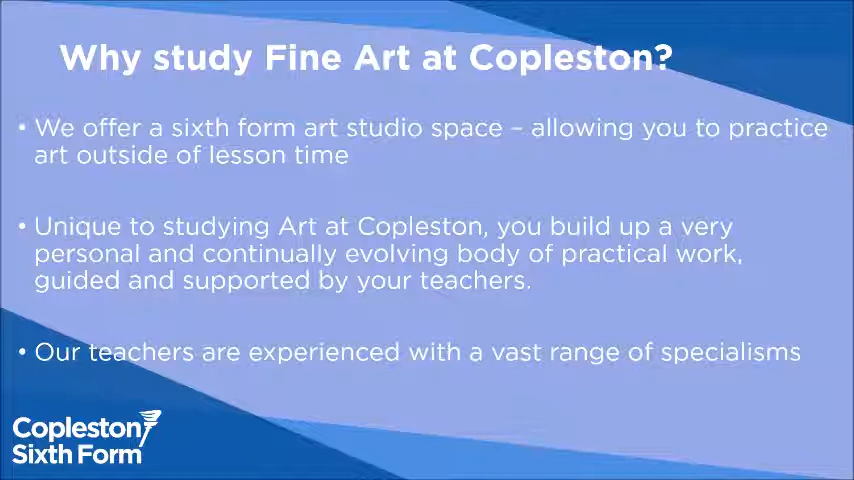 Why study Fine Art at Copleston?
• We offer a sixth form art studio space – allowing you to practice
art outside of lesson time
• Unique to studying Art at Copleston, you build up a very
personal and continually evolving body of practical work,
guided and supported by your teachers.
• Our teachers are experienced with a vast range of specialisms
Copleston
Sixth Form